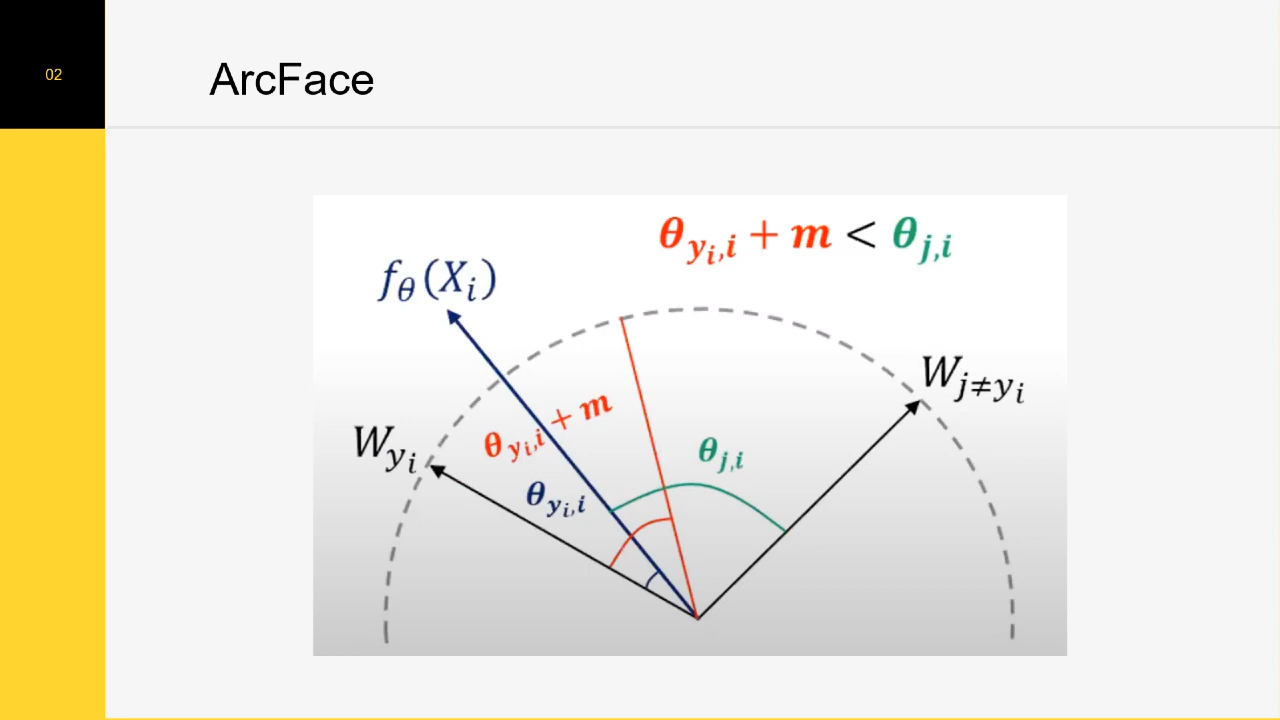 02
ArcFace
θ_{y_i,i} + m < θ_{j,i}
f_θ(X_i)
W_{j≠y_i}
θ_{y_i,i} + m
W_{y_i}
θ_{j,i}
θ_{y_i,i}